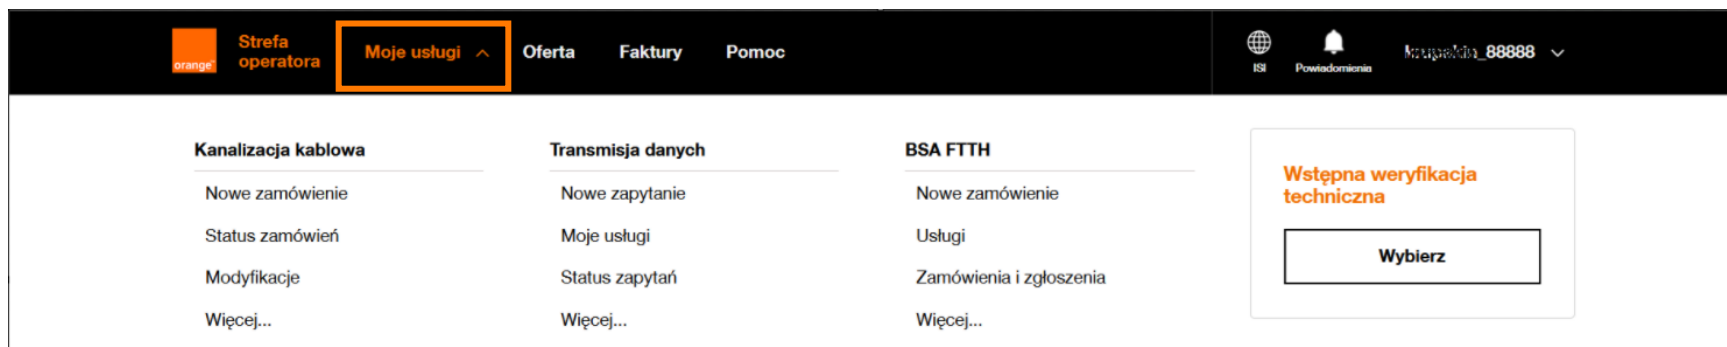 orange
Strefa
operatora
Moje usługi
Oferta
Faktury
Pomoc
ISI
Powiadomienia
_88888
Kanalizacja kablowa
Nowe zamówienie
Status zamówień
Modyfikacje
Więcej...
Transmisja danych
Nowe zapytanie
Moje usługi
Status zapytań
Więcej...
BSA FTTH
Nowe zamówienie
Usługi
Zamówienia i zgłoszenia
Więcej...
Wstępna weryfikacja
techniczna
Wybierz